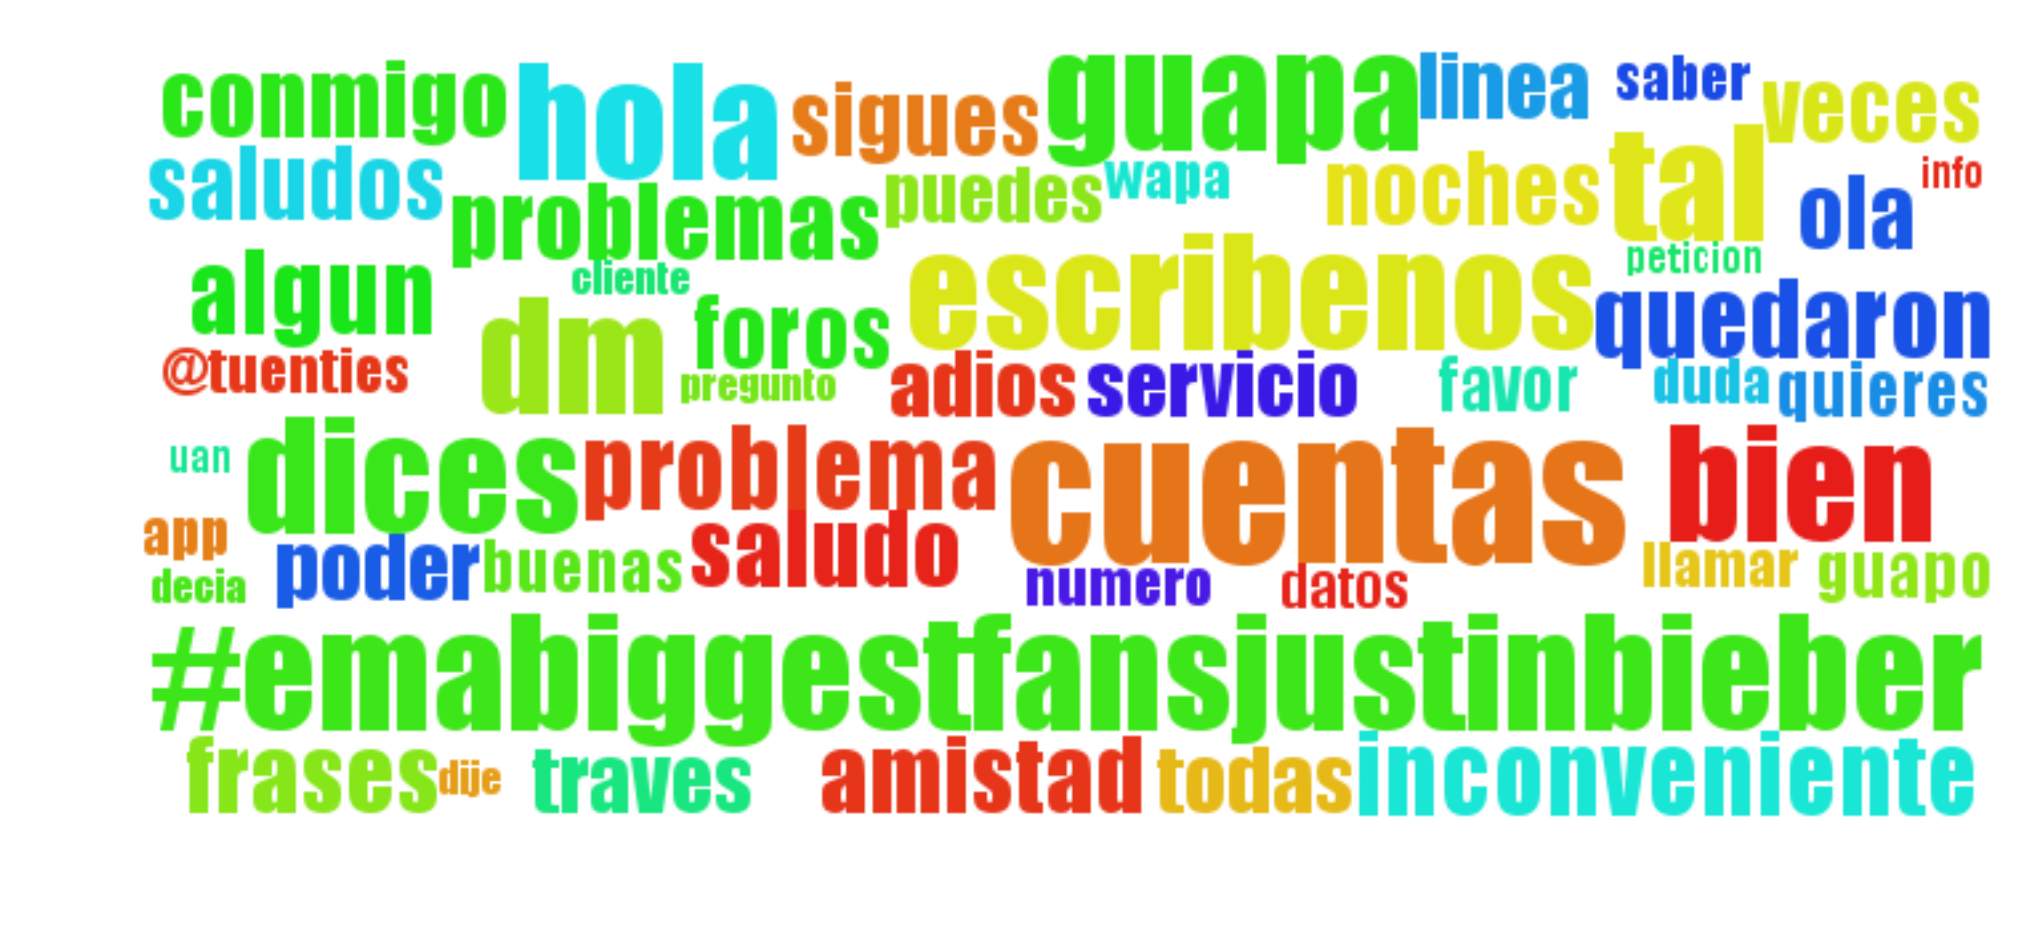 conmigo hola sigues guapa linea saber veces
saludos problemas puedes wapa noches tal ola info
algun cliente escribenos peticion quedaron
@tuenties dm foros pregunto adios servicio favor duda quieres
uan dices problema cuentas bien
app poder buenas saludo numero datos llamar guapo
decia
#emabiggestfansjustinbieber
frases dije traves amistad todas inconveniente